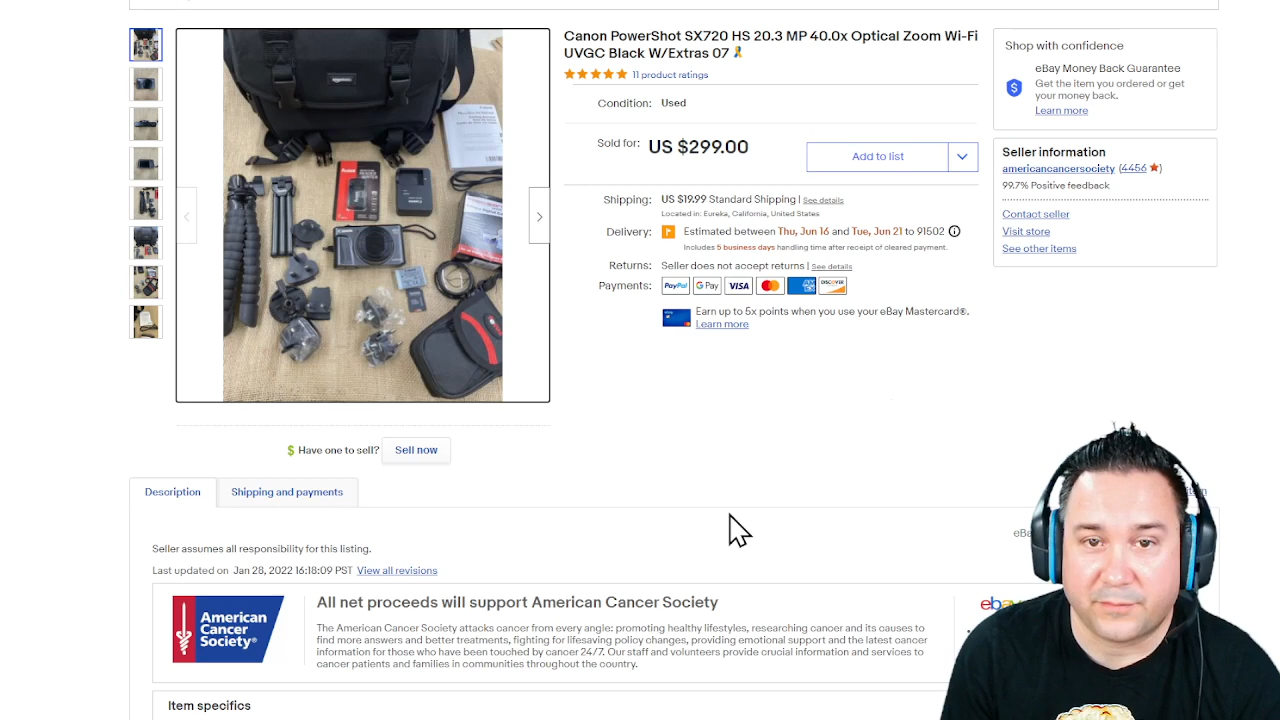 Canon PowerShot SX720 HS 20.3 MP 40.0x Optical Zoom Wi-Fi
UVGC Black W/Extras 07
11 product ratings
Condition: Used
Sold for: US $299.00
Add to list
Shipping: US $19.99 Standard Shipping | See details
Located in: Eureka, California, United States
Delivery: Estimated between Thu, Jun 16 and Tue, Jun 21 to 91502
Includes 5 business days handling time after receipt of cleared payment.
Returns: Seller does not accept returns | See details
Payments: PayPal G Pay VISA DISCOVER
Earn up to 5x points when you use your eBay Mastercard®.
Learn more
Shop with confidence
eBay Money Back Guarantee
Get the item you ordered or get
your money back.
Learn more
Seller information
americancancersociety (4456 )
99.7% Positive feedback
Contact seller
Visit store
See other items
$ Have one to sell? Sell now
Description
Shipping and payments
Seller assumes all responsibility for this listing.
Last updated on Jan 28, 2022 16:18:09 PST View all revisions
American
Cancer
Society®
All net proceeds will support American Cancer Society
The American Cancer Society attacks cancer from every angle: promoting healthy lifestyles, researching cancer and its causes to
find more answers and better treatments, fighting for lifesaving policy changes, providing emotional support and the latest cancer
information for those who have been touched by cancer 24/7. Our staff and volunteers provide crucial information and services to
cancer patients and families in communities throughout the country.
Item specifics